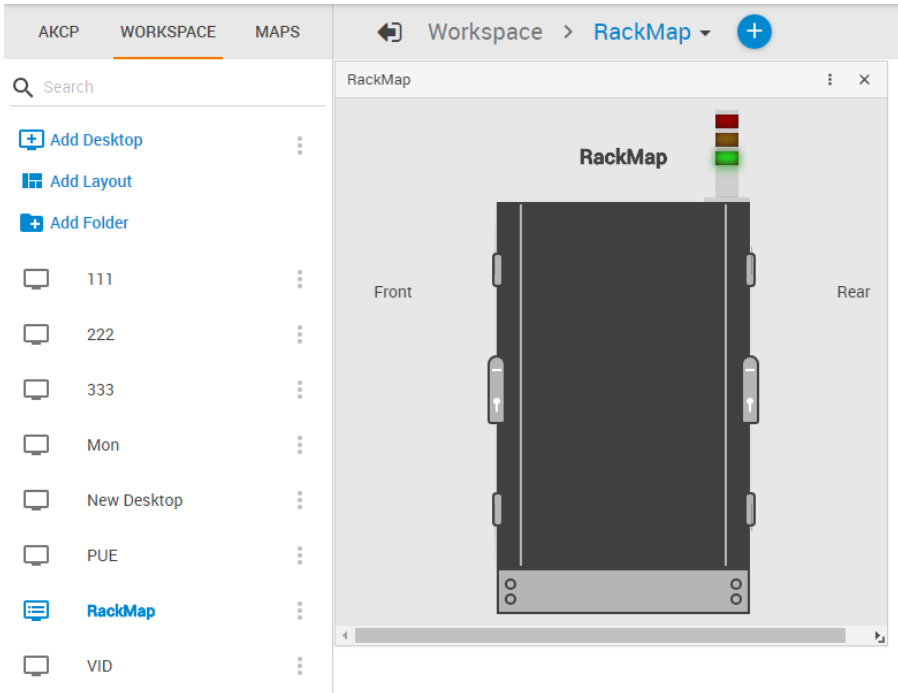 AKCP WORKSPACE MAPS
Workspace > RackMap
Search
RackMap
Add Desktop
Add Layout
Add Folder
RackMap
Front
Rear
111
222
333
Mon
New Desktop
PUE
RackMap
VID